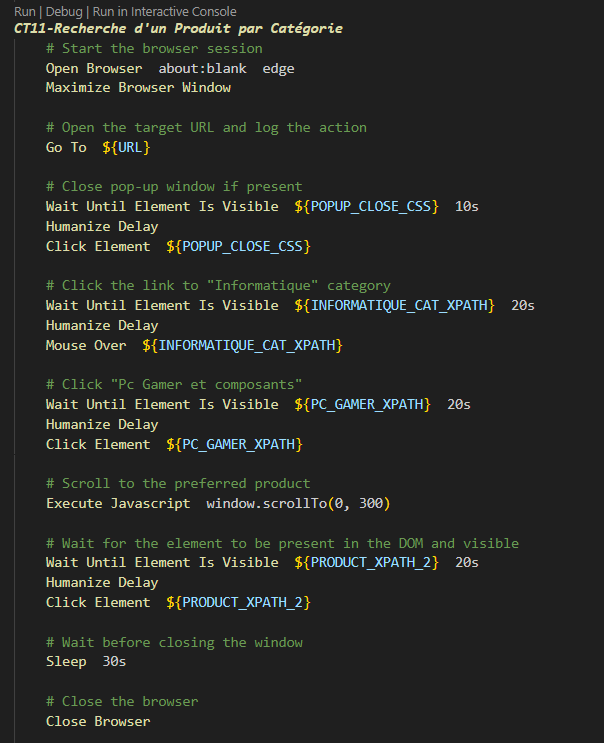 Run | Debug | Run in Interactive Console
CT11-Recherche d'un Produit par Catégorie
# Start the browser session
Open Browser  about:blank  edge
Maximize Browser Window
# Open the target URL and log the action
Go To  ${URL}
# Close pop-up window if present
Wait Until Element Is Visible  ${POPUP_CLOSE_CSS}  10s
Humanize Delay
Click Element  ${POPUP_CLOSE_CSS}
# Click the link to "Informatique" category
Wait Until Element Is Visible  ${INFORMATIQUE_CAT_XPATH}  20s
Humanize Delay
Mouse Over  ${INFORMATIQUE_CAT_XPATH}
# Click "Pc Gamer et composants"
Wait Until Element Is Visible  ${PC_GAMER_XPATH}  20s
Humanize Delay
Click Element  ${PC_GAMER_XPATH}
# Scroll to the preferred product
Execute Javascript  window.scrollTo(0, 300)
# Wait for the element to be present in the DOM and visible
Wait Until Element Is Visible  ${PRODUCT_XPATH_2}  20s
Humanize Delay
Click Element  ${PRODUCT_XPATH_2}
# Wait before closing the window
Sleep  30s
# Close the browser
Close Browser